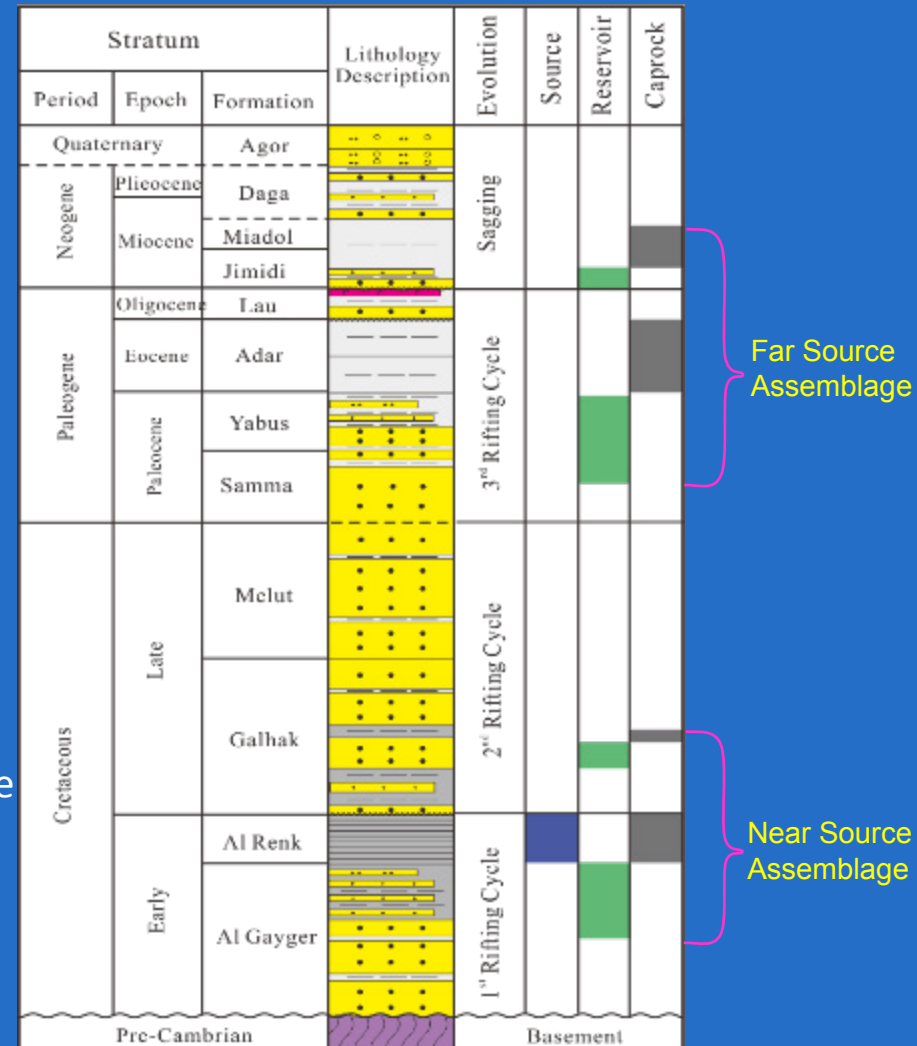 Stratum
Lithology
Description
Evolution
Source
Reservoir
Caprock
Period
Epoch
Formation
Quaternary
Agor
Neogene
Pliocene
Daga
Sagging
Miocene
Miadol
Jimidi
Paleogene
Oligocene
Lau
3rd Rifting Cycle
Eocene
Adar
Far Source
Assemblage
Paleocene
Yabus
Samma
Cretaceous
Late
Melut
2nd Rifting Cycle
Galhak
e
Early
Al Renk
1st Rifting Cycle
Near Source
Assemblage
Al Gayger
Pre-Cambrian
Basement